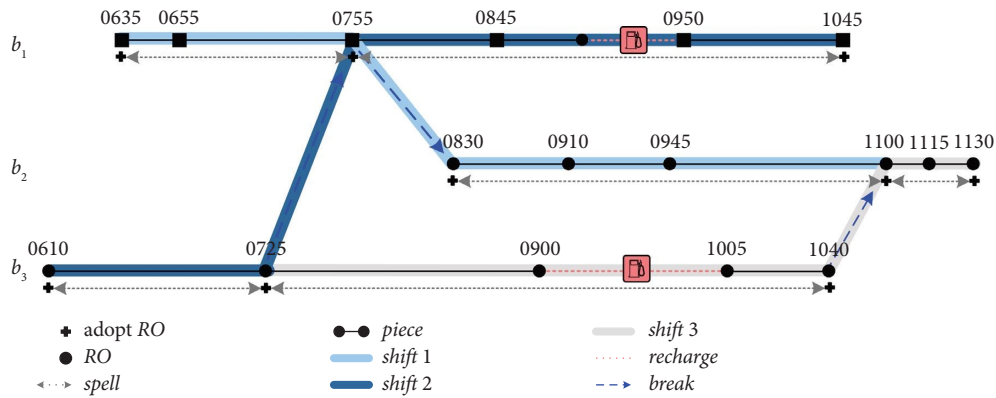 0635 0655 0755 0845 0950 1045
b1
0830 0910 0945 1100 1115 1130
b2
0610 0725 0900 1005 1040
b3
adopt RO piece shift 3
RO shift 1 recharge
spell shift 2 break